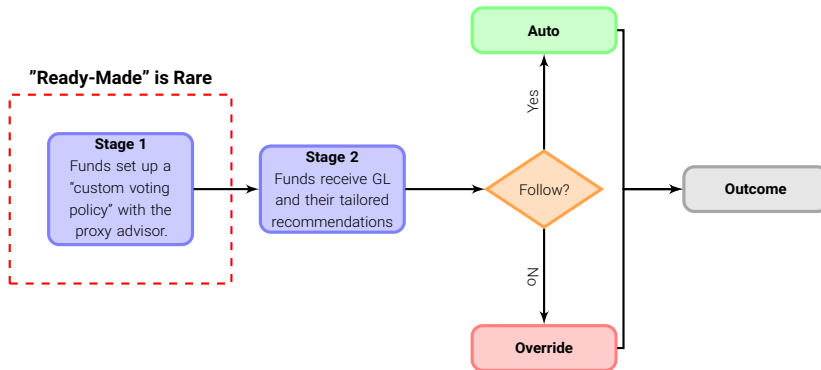 ”Ready-Made” is Rare
Stage 1
Funds set up a
“custom voting
policy” with the
proxy advisor.
Stage 2
Funds receive GL
and their tailored
recommendations
Follow?
Yes
No
Auto
Override
Outcome